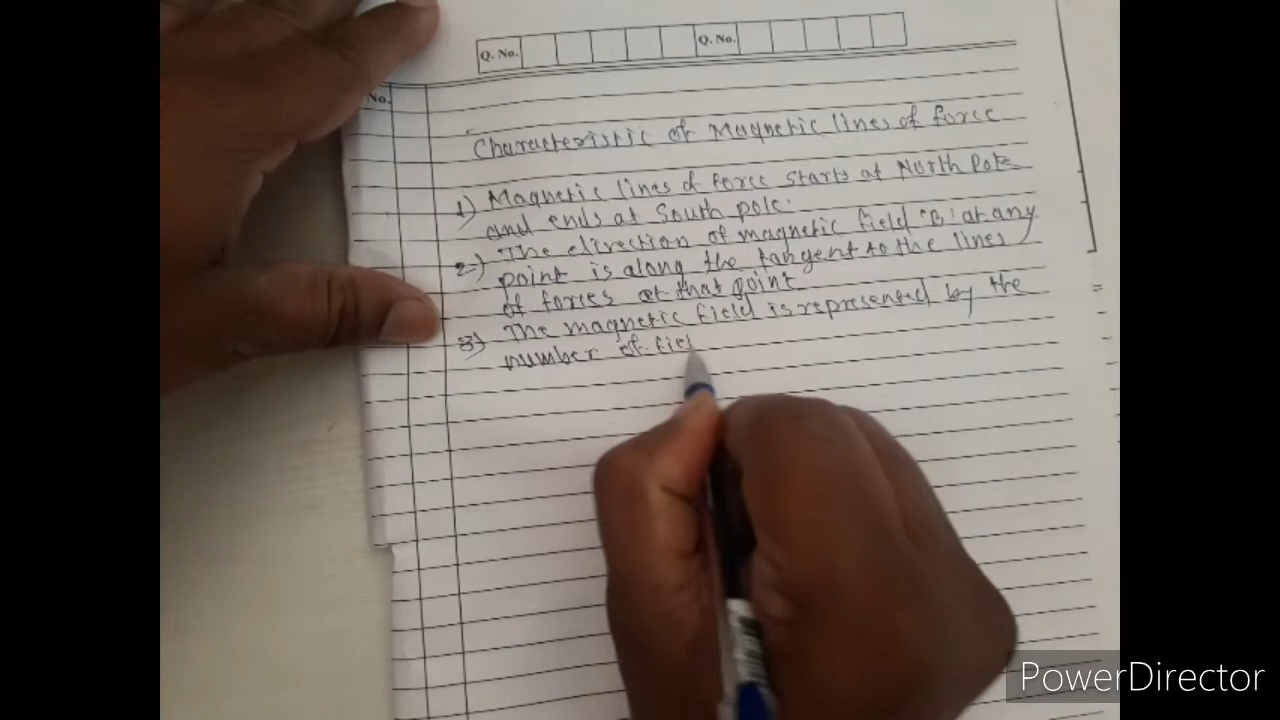 Q. No.
Q. No.
No.
Characteristic of Magnetic lines of force
1) Magnetic lines of force starts at North Pole
and ends at South pole.
2) The direction of magnetic field 'B' at any
point is along the tangent to the lines
of forces at that point
3) The magnetic field is represented by the
number of fiel
PowerDirector